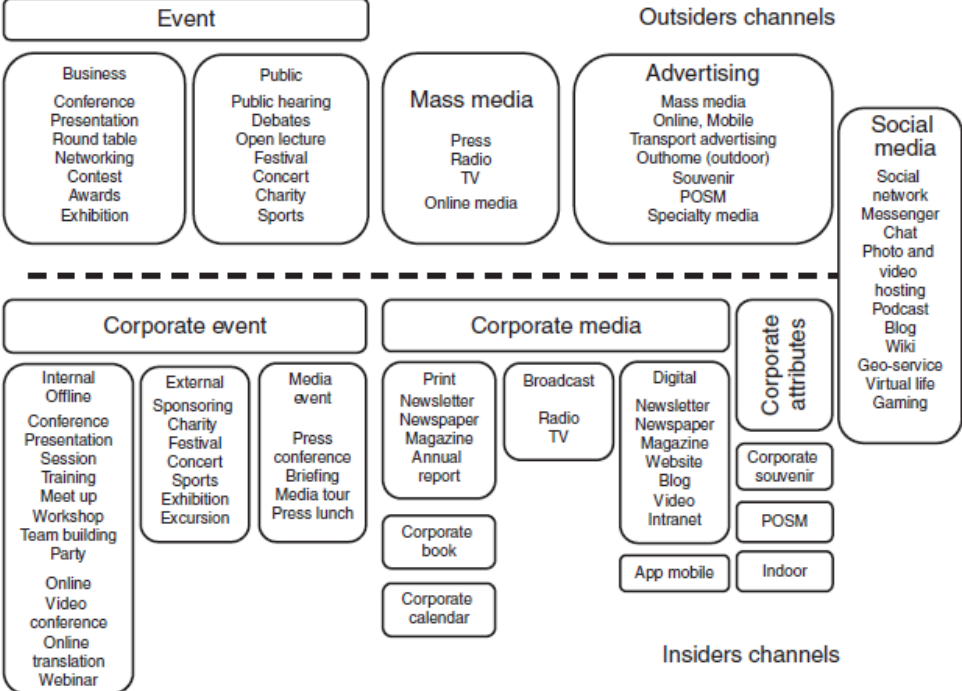 Event
Outsiders channels
Business
Conference
Presentation
Round table
Networking
Contest
Awards
Exhibition
Public
Public hearing
Debates
Open lecture
Festival
Concert
Charity
Sports
Mass media
Press
Radio
TV
Online media
Advertising
Mass media
Online, Mobile
Transport advertising
Outhome (outdoor)
Souvenir
POSM
Specialty media
Social
media
Social
network
Messenger
Chat
Photo and
video
hosting
Podcast
Blog
Wiki
Geo-service
Virtual life
Gaming
Corporate event
Internal
Offline
Conference
Presentation
Session
Training
Meet up
Workshop
Team building
Party
Online
Video
conference
Online
translation
Webinar
External
Sponsoring
Charity
Festival
Concert
Sports
Exhibition
Excursion
Media
event
Press
conference
Briefing
Media tour
Press lunch
Corporate media
Print
Newsletter
Newspaper
Magazine
Annual
report
Corporate
book
Corporate
calendar
Broadcast
Radio
TV
Digital
Newsletter
Newspaper
Magazine
Website
Blog
Video
Intranet
App mobile
Corporate
attributes
Corporate
souvenir
POSM
Indoor
Insiders channels